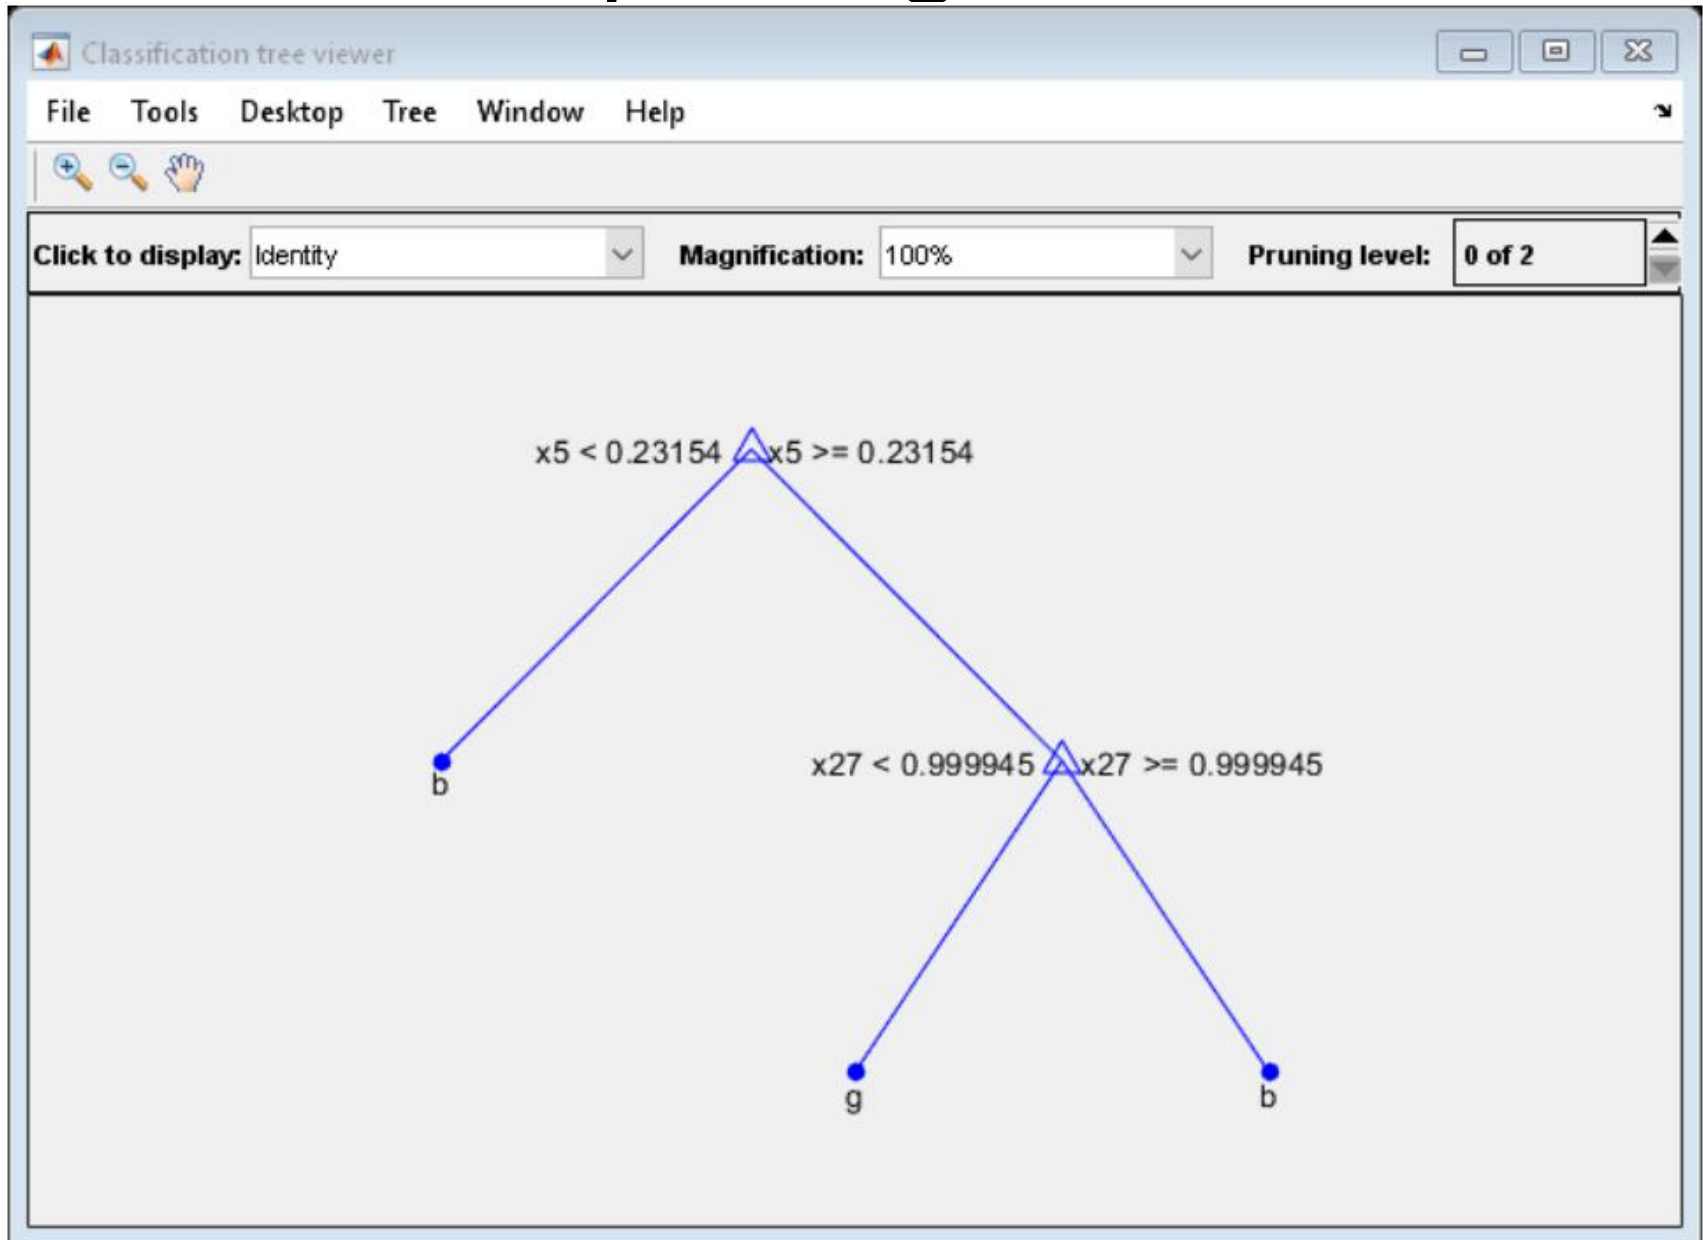 Classification tree viewer
File Tools Desktop Tree Window Help
Click to display: Identity Magnification: 100% Pruning level: 0 of 2
x5 < 0.23154 x5 >= 0.23154
b
x27 < 0.999945 x27 >= 0.999945
g
b